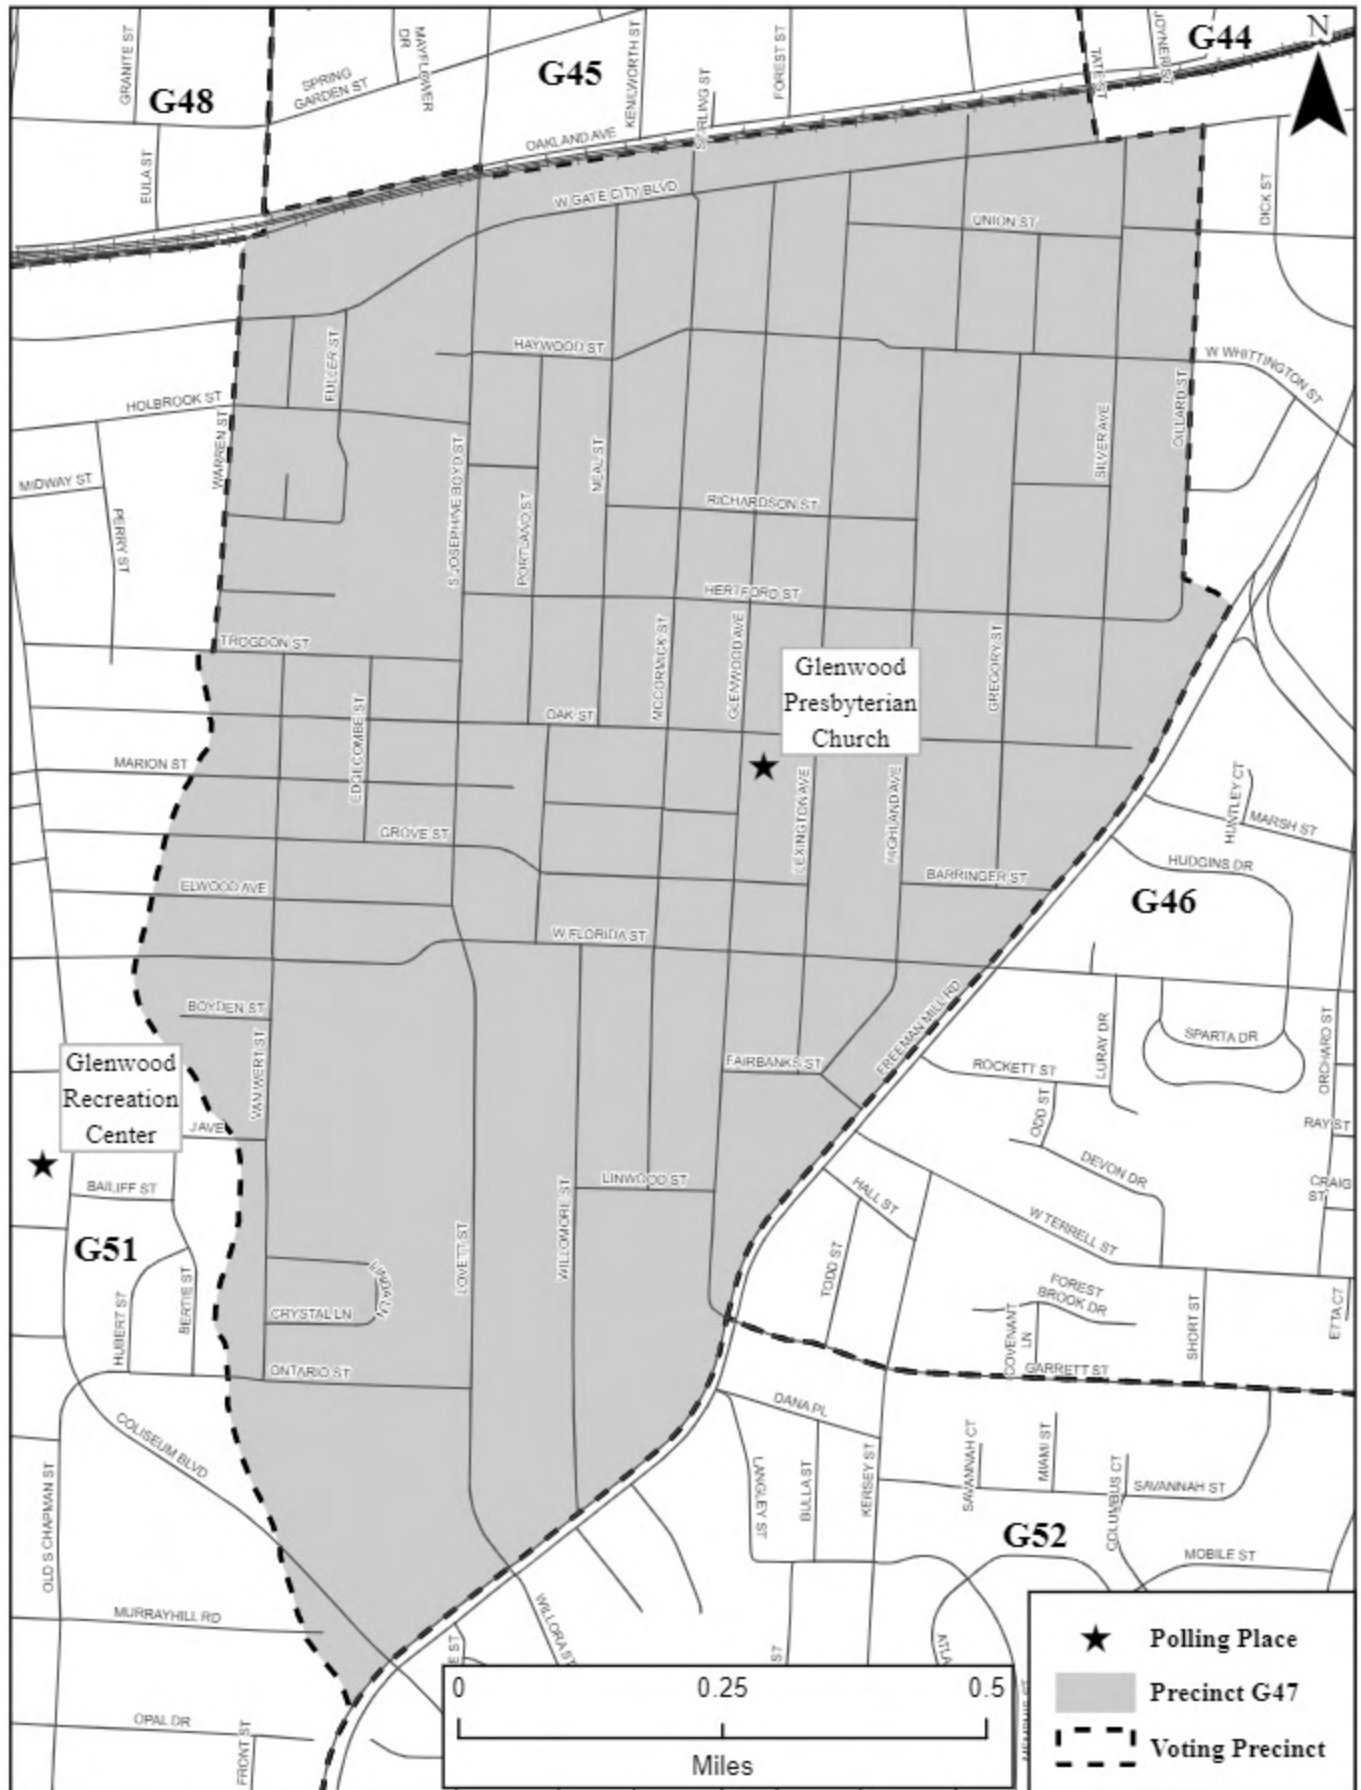 GRANITE ST
G48
EULA ST
SPRING
GARDEN ST
MAYFLOWER
DR
G45
KENILWORTH ST
OAKLAND AVE
FOREST ST
TATE ST
JOYNER ST
G44
N
DICK ST
W GATE CITY BLVD
UNION ST
HAYWOOD ST
FULLER ST
HOLBROOK ST
WARREN ST
MIDWAY ST
PERRY ST
S JOSEPHINE BOYD ST
PORTLAND ST
NEAL ST
RICHARDSON ST
SILVER AVE
DILLARD ST
W WHITTINGTON ST
HERTFORD ST
TROGDON ST
MCCORMICK ST
GLENWOOD AVE
GREGORY ST
Glenwood
Presbyterian
Church
EDGECOMBE ST
OAK ST
MARION ST
GROVE ST
LEXINGTON AVE
HIGHLAND AVE
BARRINGER ST
ELWOOD AVE
W FLORIDA ST
HUNTLEY CT
MARSH ST
HUDGINS DR
G46
BOYDEN ST
VANWERT ST
Glenwood
Recreation
Center
J AVE
FAIRBANKS ST
FREEMAN MILL RD
ROCKETT ST
LURAY DR
SPARTA DR
ORCHARD ST
ODD ST
RAY ST
DEVON DR
CRAIG
ST
BAILIFF ST
G51
LINWOOD ST
WILLOMORE ST
LOVETT ST
HALL ST
TODD ST
W TERRELL ST
FOREST
BROOK DR
COVENANT
LN
SHORT ST
ETTA CT
HUBERT ST
BERTIE ST
LINDA LN
CRYSTAL LN
ONTARIO ST
GARRETT ST
DANA PL
COLISEUM BLVD
OLD S CHAPMAN ST
LANGLEY ST
BULLA ST
KERSEY ST
SAVANNAH CT
MIAMI ST
COLUMBUS CT
SAVANNAH ST
G52
MOBILE ST
MURRAYHILL RD
WILLORA ST
E ST
ST
ATLA
OPAL DR
FRONT ST
0
0.25
0.5
Miles
Polling Place
Precinct G47
Voting Precinct